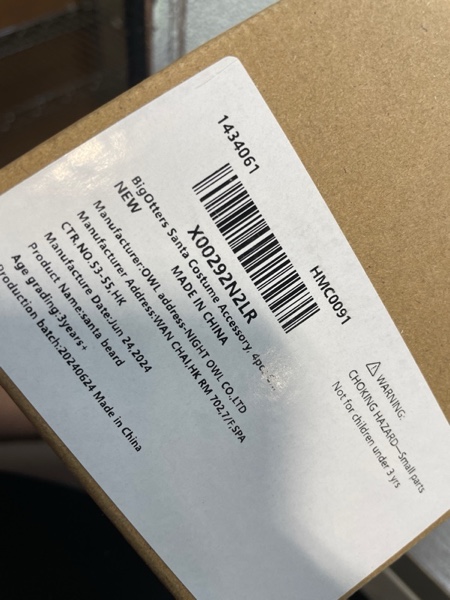 1434061
HMC0091
X00292N2LR
MADE IN CHINA
BigOtters Santa Costume Accessory, 4pc
NEW
Manufacturer:OWL address-NIGHT OWL CO.,LTD
Manufacturer Address:WAN CHAI.HK RM 702,7/F.SPA
CTR.NO.53-55.HK
Manufacture Date:Jun 24,2024
Product Name:santa beard
Age grading:3years+
Production batch:20240624 Made in China
⚠ WARNING:
CHOKING HAZARD—Small parts
Not for children under 3 yrs